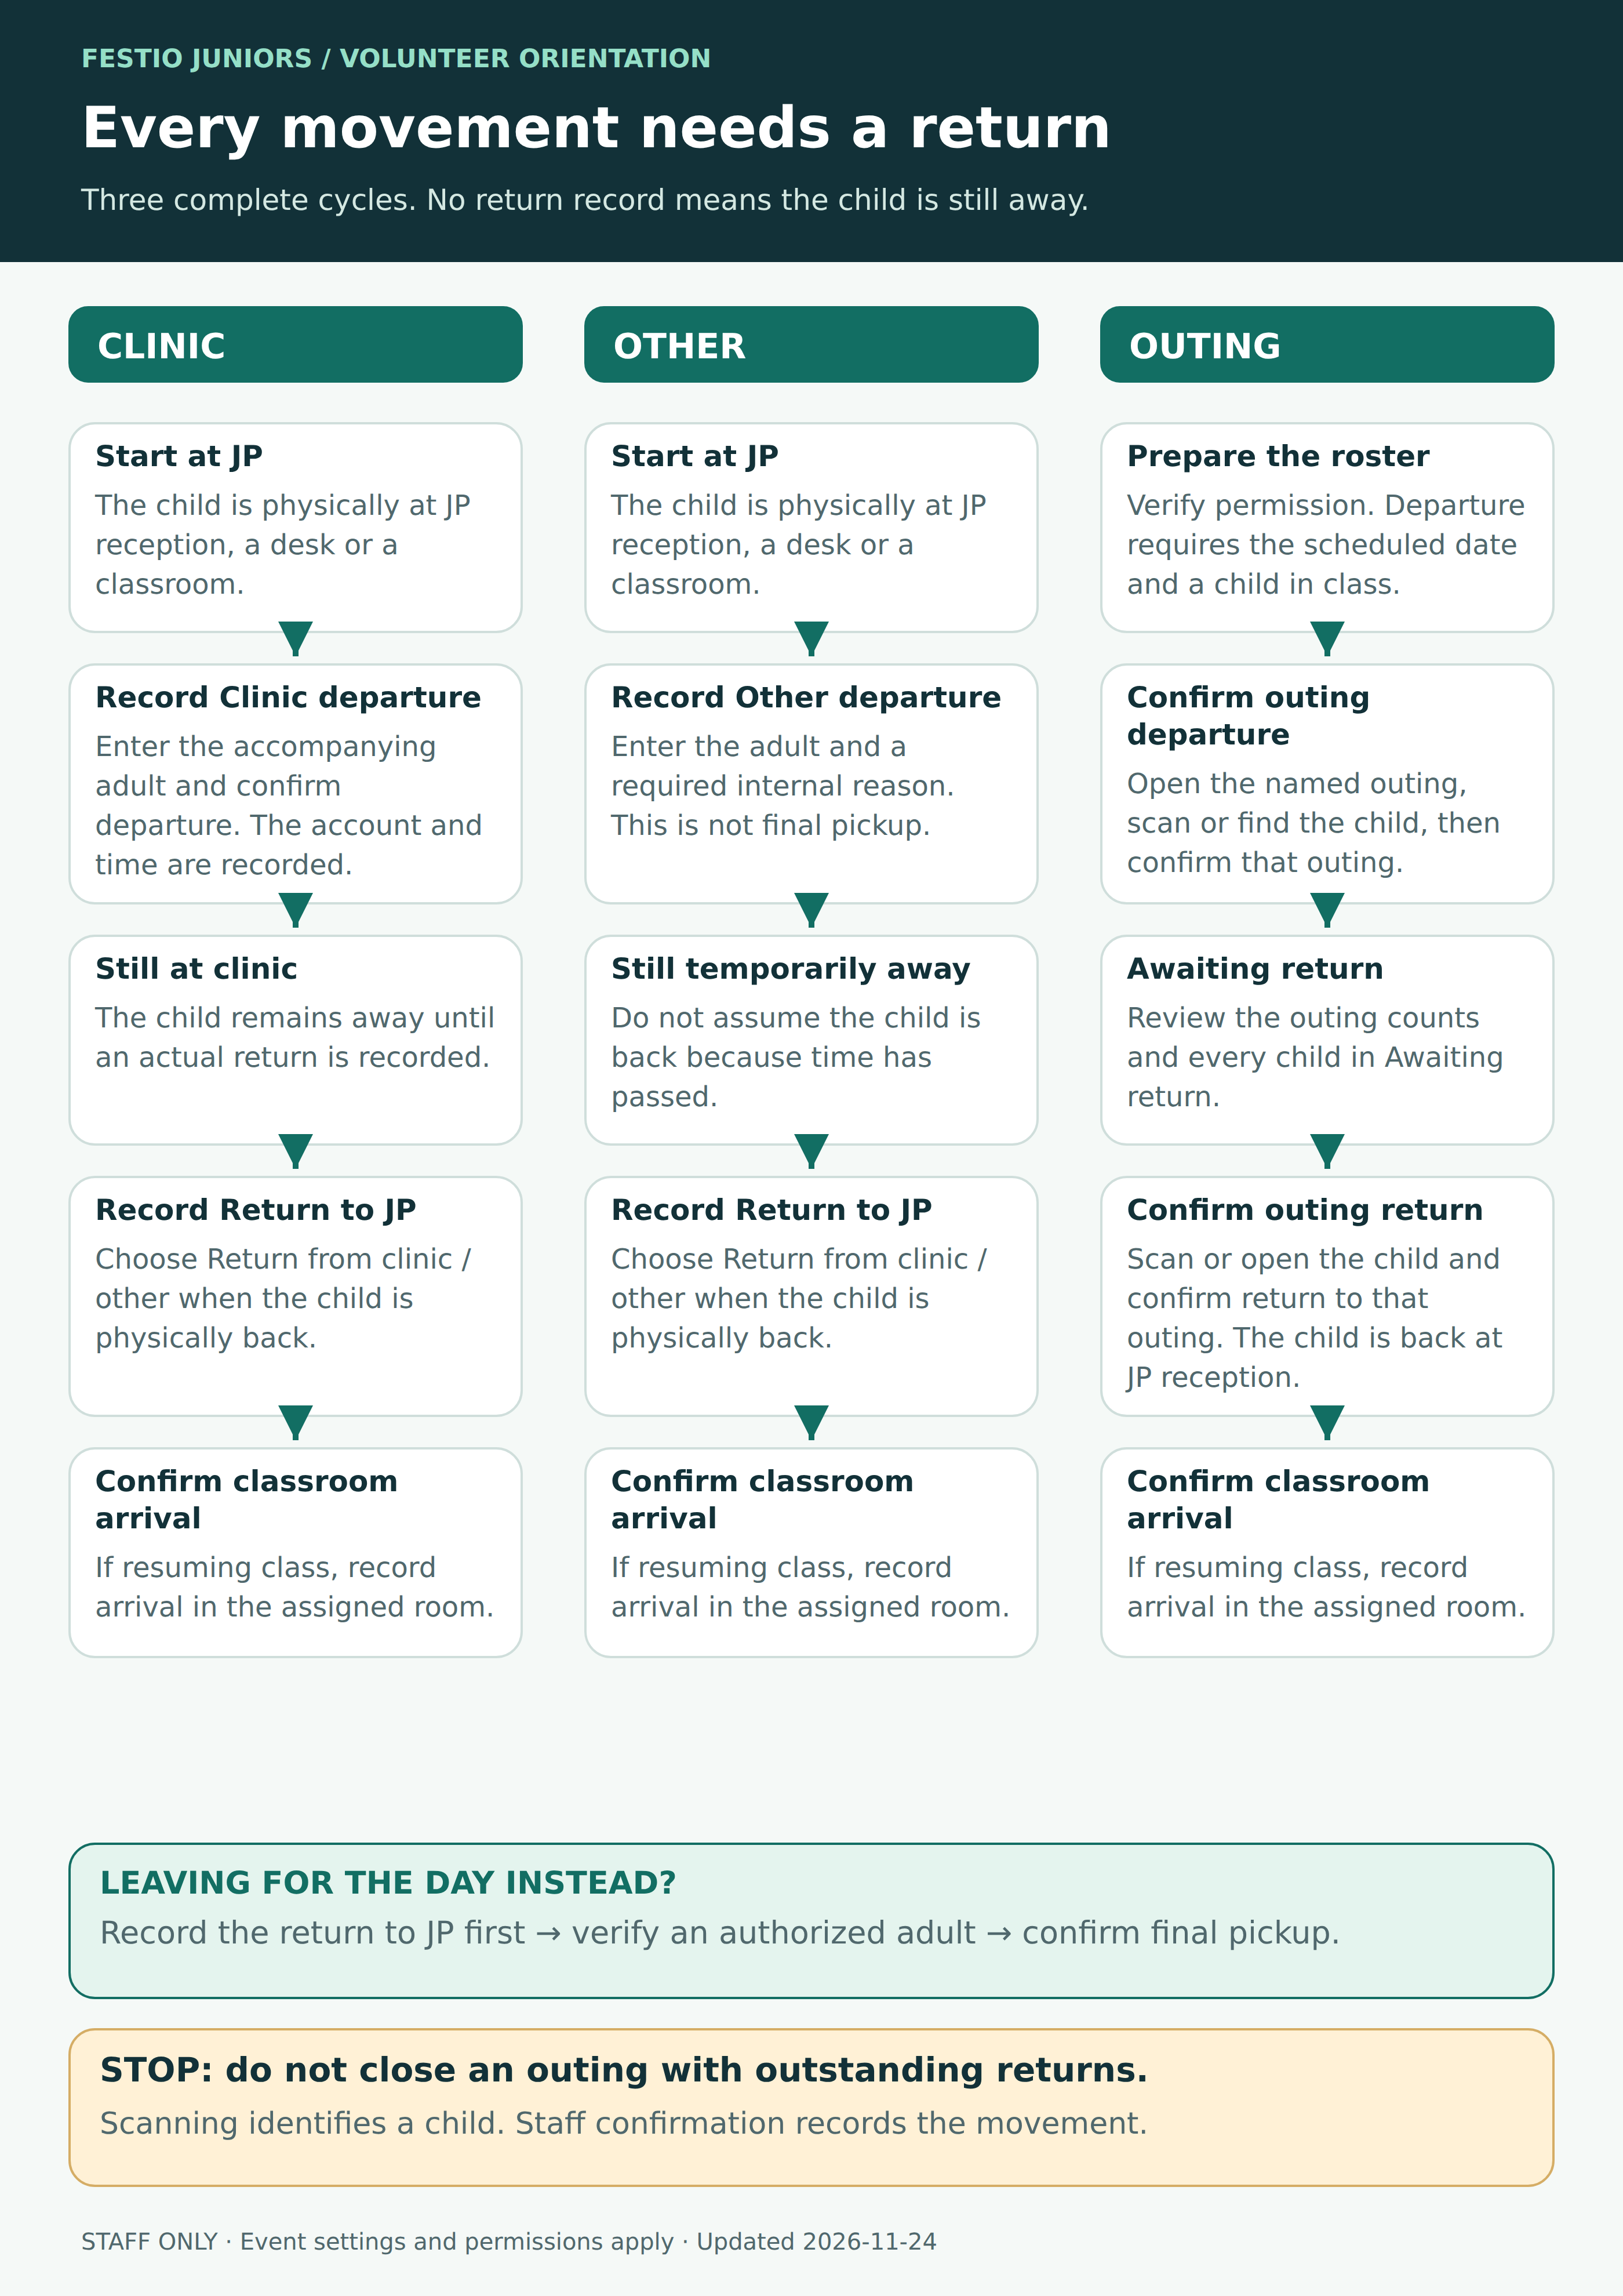 FESTIO JUNIORS / VOLUNTEER ORIENTATION
Every movement needs a return
Three complete cycles. No return record means the child is still away.
CLINIC
Start at JP
The child is physically at JP
reception, a desk or a
classroom.
Record Clinic departure
Enter the accompanying
adult and confirm
departure. The account and
time are recorded.
Still at clinic
The child remains away until
an actual return is recorded.
Record Return to JP
Choose Return from clinic /
other when the child is
physically back.
Confirm classroom
arrival
If resuming class, record
arrival in the assigned room.
OTHER
Start at JP
The child is physically at JP
reception, a desk or a
classroom.
Record Other departure
Enter the adult and a
required internal reason.
This is not final pickup.
Still temporarily away
Do not assume the child is
back because time has
passed.
Record Return to JP
Choose Return from clinic /
other when the child is
physically back.
Confirm classroom
arrival
If resuming class, record
arrival in the assigned room.
OUTING
Prepare the roster
Verify permission. Departure
requires the scheduled date
and a child in class.
Confirm outing
departure
Open the named outing,
scan or find the child, then
confirm that outing.
Awaiting return
Review the outing counts
and every child in Awaiting
return.
Confirm outing return
Scan or open the child and
confirm return to that
outing. The child is back at
JP reception.
Confirm classroom
arrival
If resuming class, record
arrival in the assigned room.
LEAVING FOR THE DAY INSTEAD?
Record the return to JP first → verify an authorized adult → confirm final pickup.
STOP: do not close an outing with outstanding returns.
Scanning identifies a child. Staff confirmation records the movement.
STAFF ONLY · Event settings and permissions apply · Updated 2026-11-24